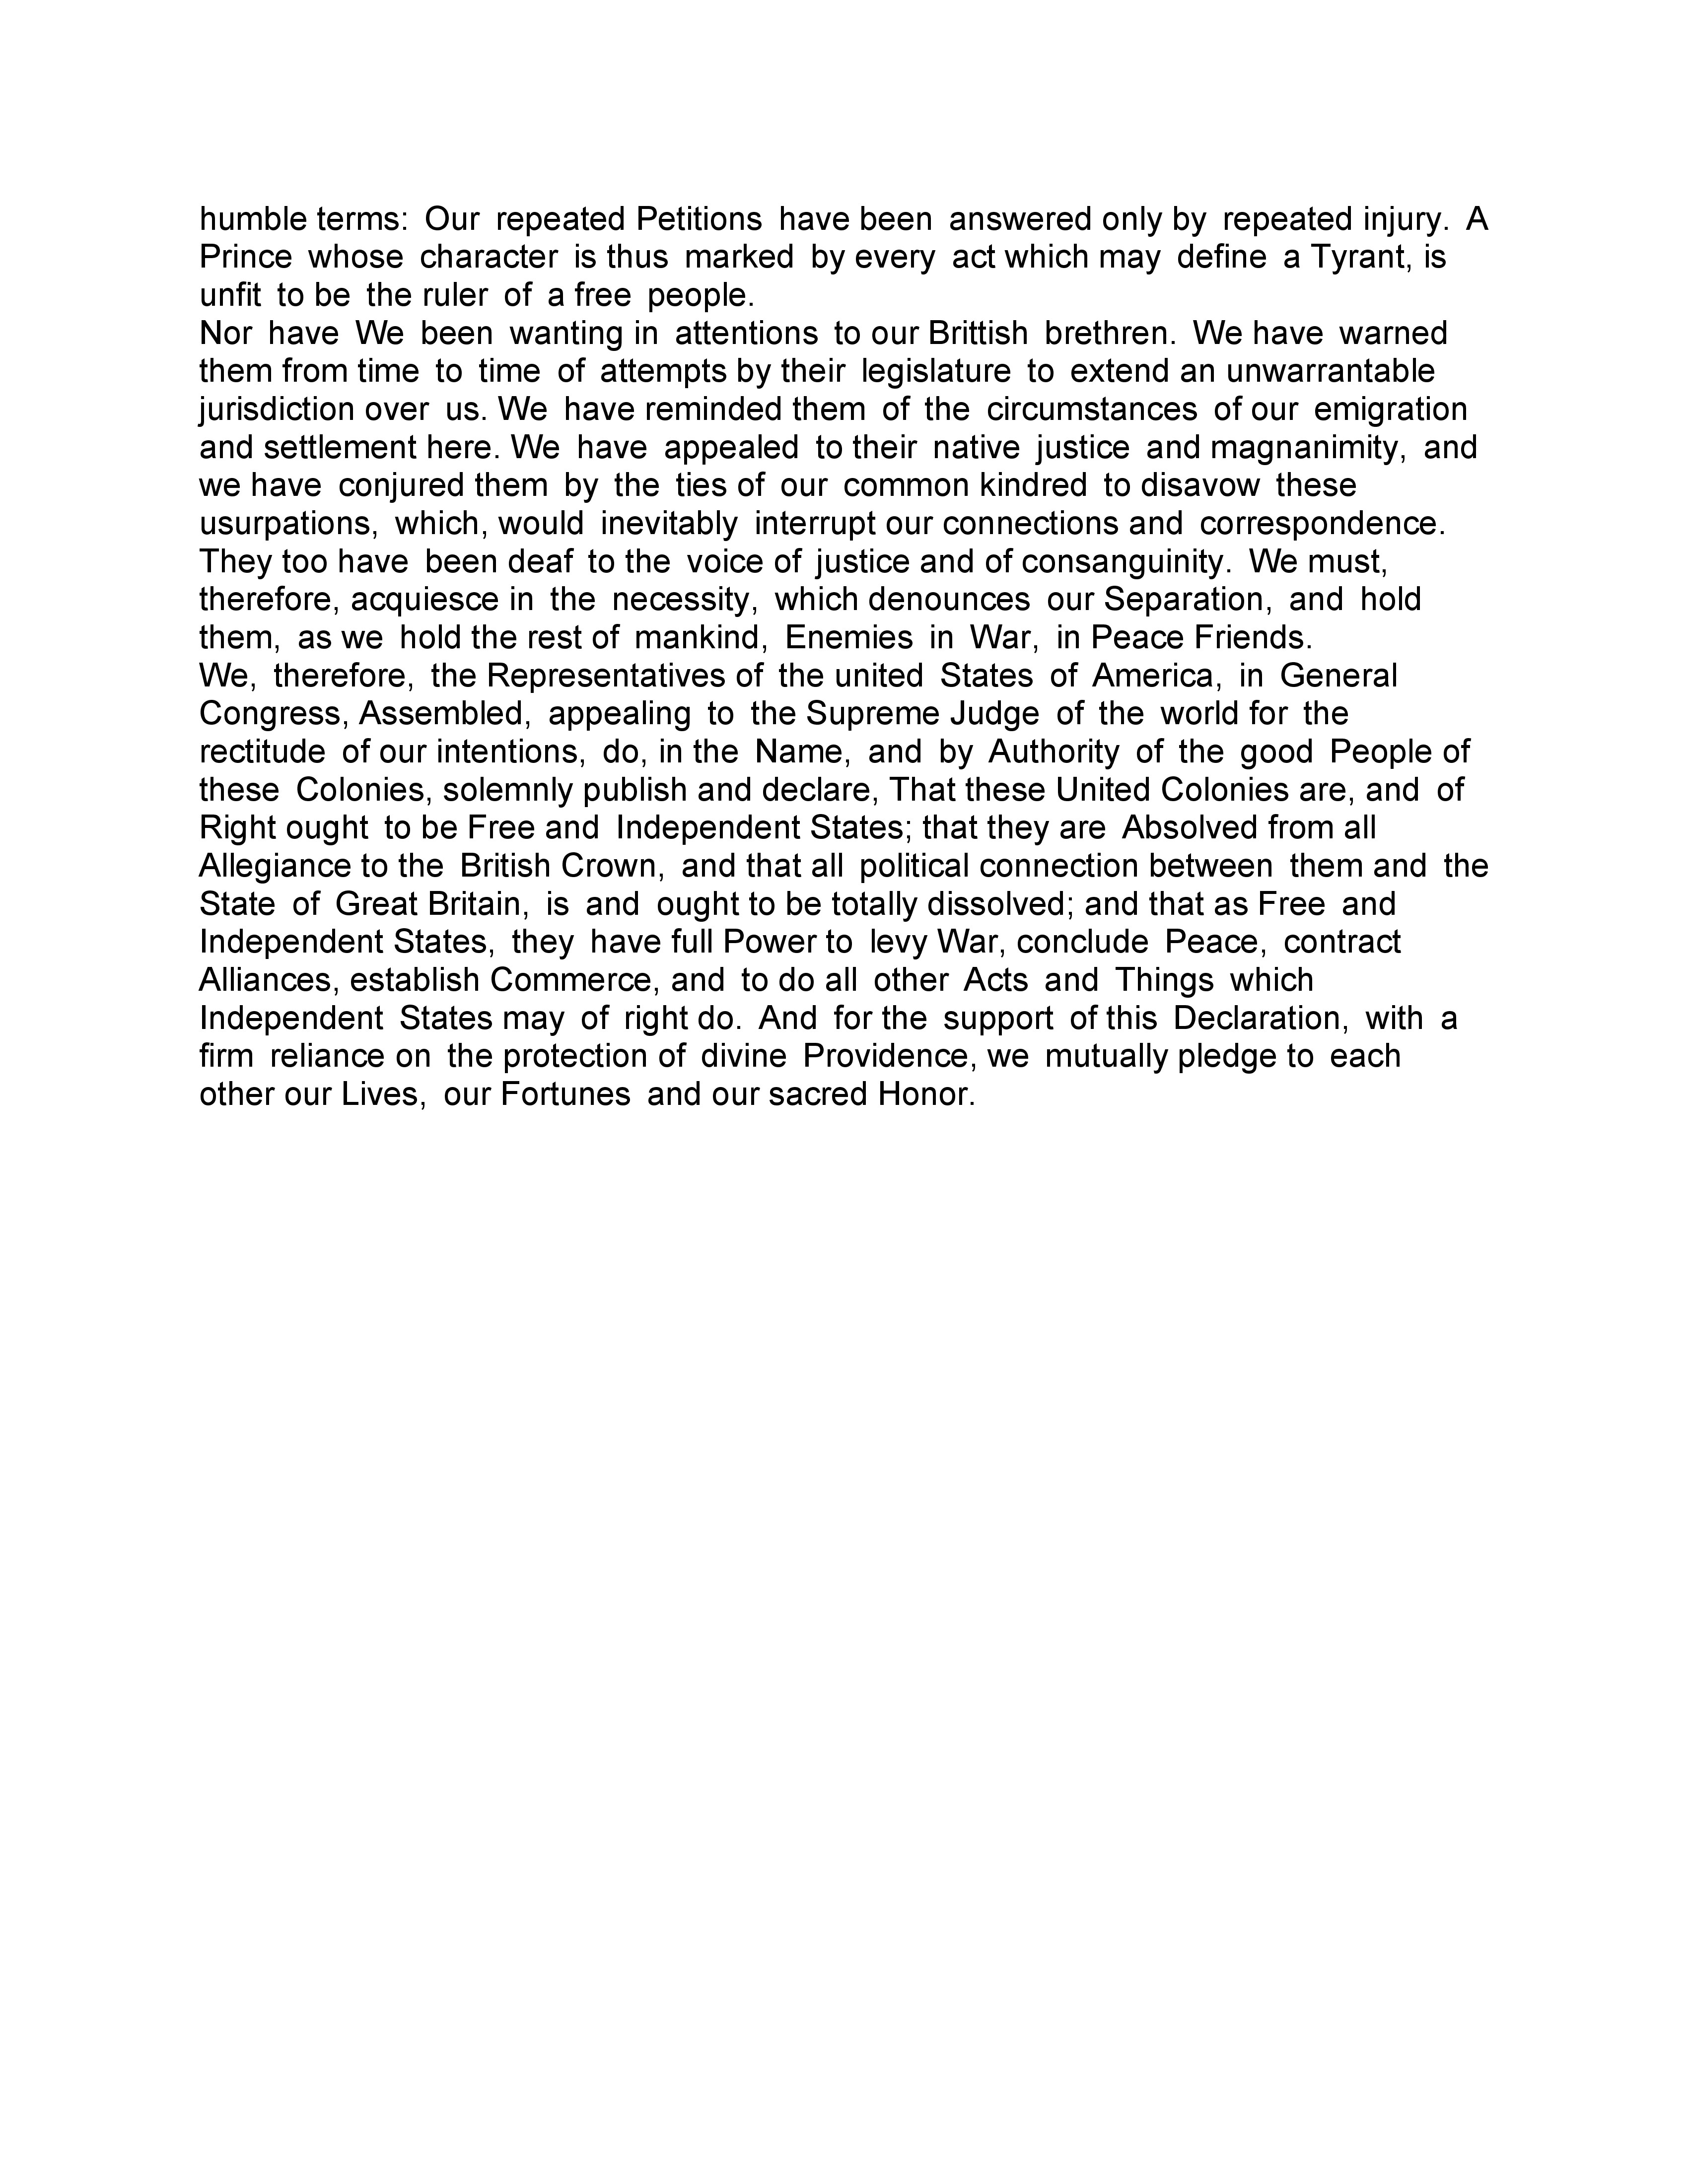 humble terms: Our repeated Petitions have been answered only by repeated injury. A
Prince whose character is thus marked by every act which may define a Tyrant, is
unfit to be the ruler of a free people.
Nor have We been wanting in attentions to our Brittish brethren. We have warned
them from time to time of attempts by their legislature to extend an unwarrantable
jurisdiction over us. We have reminded them of the circumstances of our emigration
and settlement here. We have appealed to their native justice and magnanimity, and
we have conjured them by the ties of our common kindred to disavow these
usurpations, which, would inevitably interrupt our connections and correspondence.
They too have been deaf to the voice of justice and of consanguinity. We must,
therefore, acquiesce in the necessity, which denounces our Separation, and hold
them, as we hold the rest of mankind, Enemies in War, in Peace Friends.
We, therefore, the Representatives of the united States of America, in General
Congress, Assembled, appealing to the Supreme Judge of the world for the
rectitude of our intentions, do, in the Name, and by Authority of the good People of
these Colonies, solemnly publish and declare, That these United Colonies are, and of
Right ought to be Free and Independent States; that they are Absolved from all
Allegiance to the British Crown, and that all political connection between them and the
State of Great Britain, is and ought to be totally dissolved; and that as Free and
Independent States, they have full Power to levy War, conclude Peace, contract
Alliances, establish Commerce, and to do all other Acts and Things which
Independent States may of right do. And for the support of this Declaration, with a
firm reliance on the protection of divine Providence, we mutually pledge to each
other our Lives, our Fortunes and our sacred Honor.